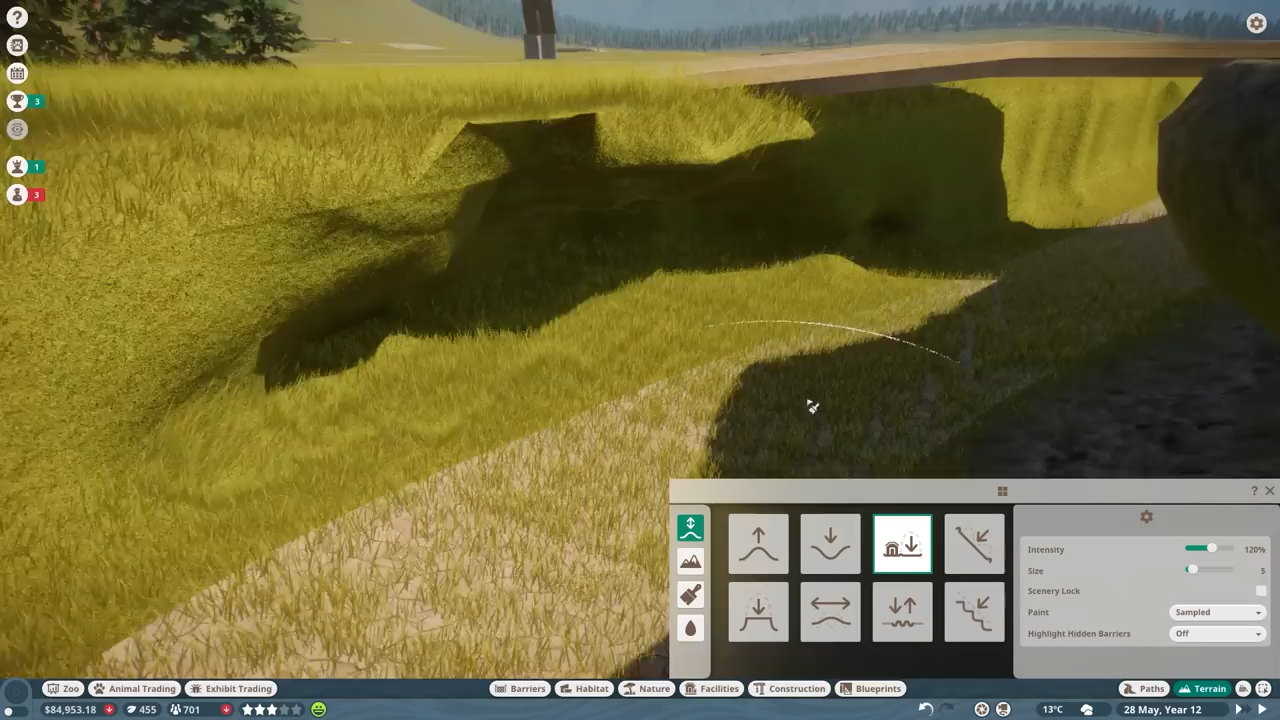 ?
3
1
3
? ×
Intensity 120%
Size 5
Scenery Lock
Paint Sampled
Highlight Hidden Barriers Off
Zoo Animal Trading Exhibit Trading Barriers Habitat Nature Facilities Construction Blueprints Paths Terrain
$84,953.18 455 701 13°C 28 May, Year 12